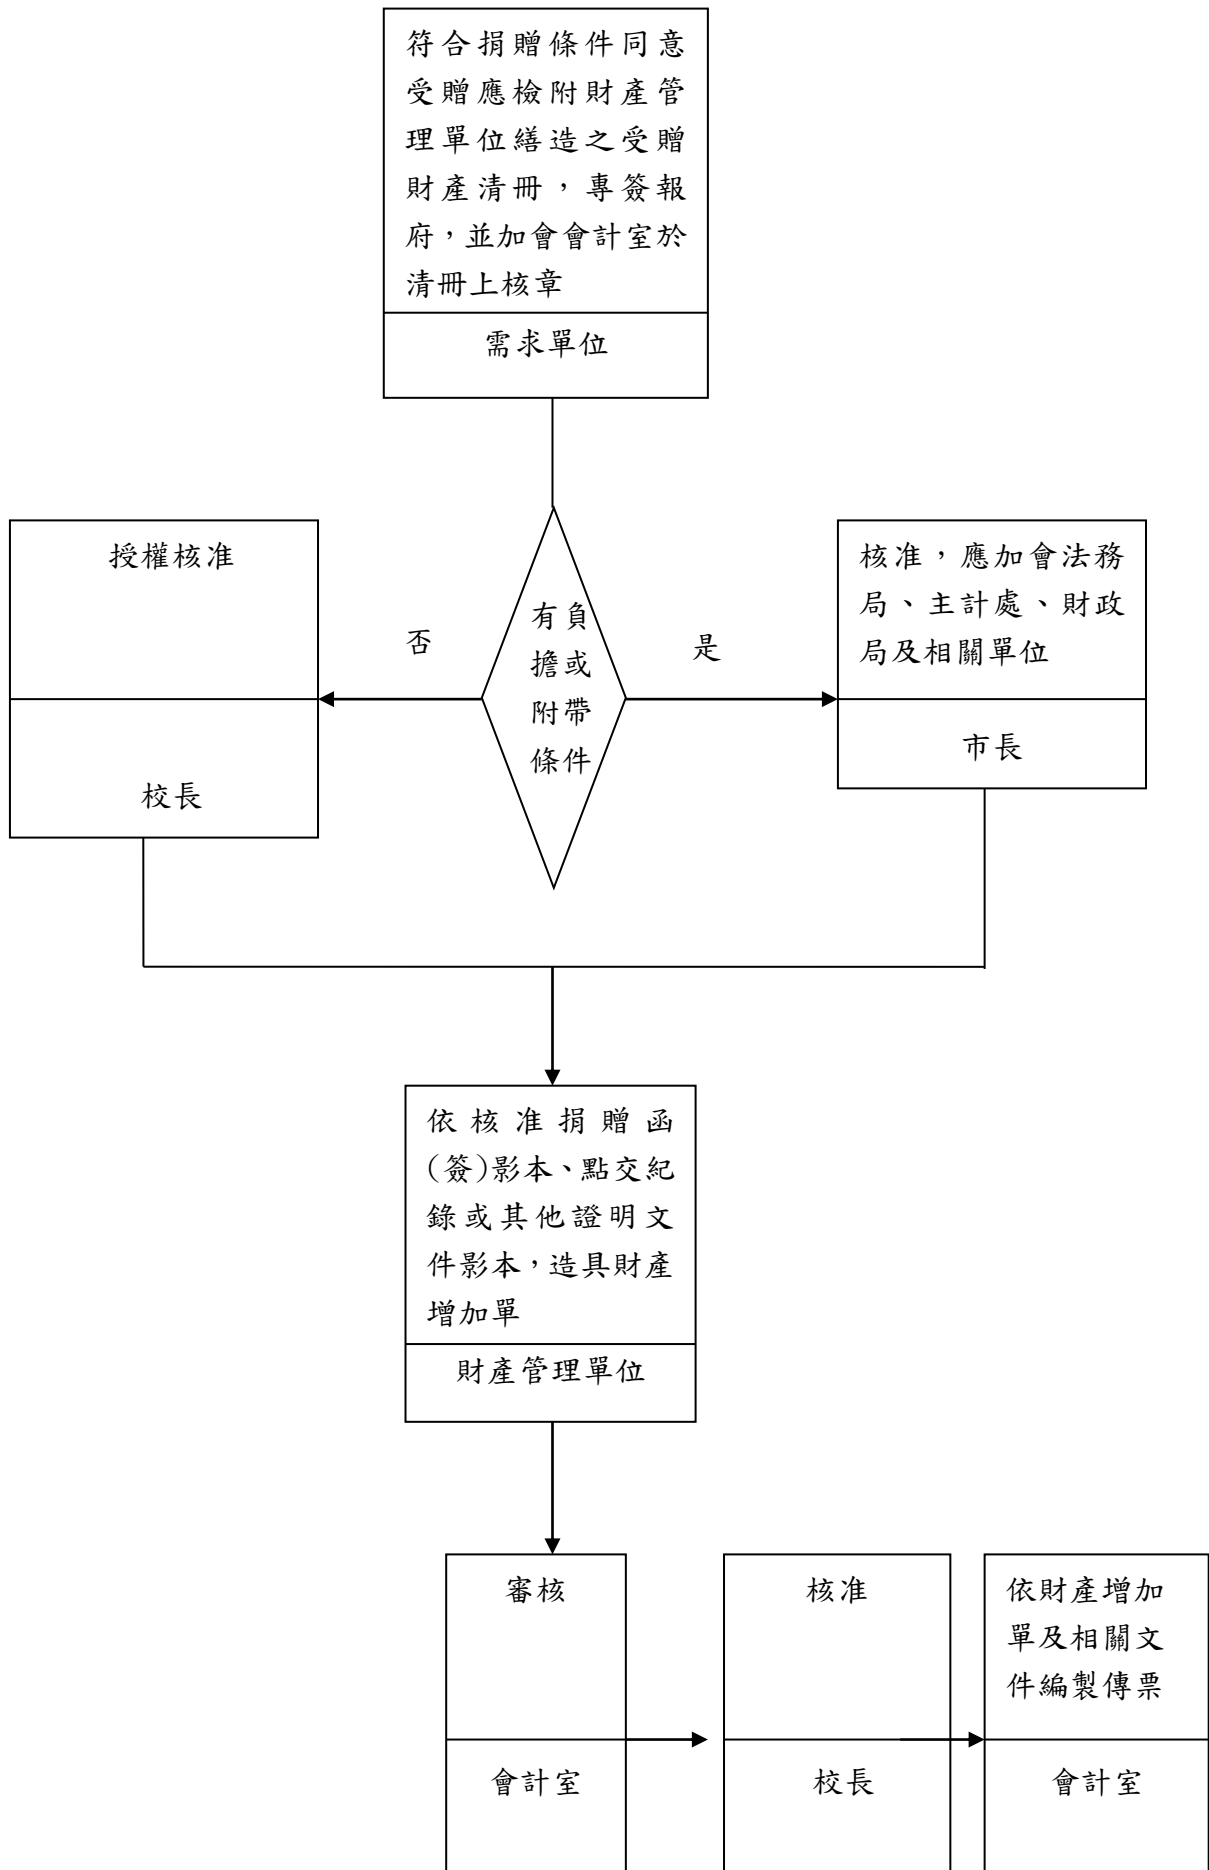 符合捐贈條件同意
受贈應檢附財產管
理單位繕造之受贈
財產清冊，專簽報
府，並加會會計室於
清冊上核章
需求單位
授權核准
校長
否
有負
擔或
附帶
條件
是
核准，應加會法務
局、主計處、財政
局及相關單位
市長
依核准捐贈函
(簽)影本、點交紀
錄或其他證明文
件影本，造具財產
增加單
財產管理單位
審核
會計室
核准
校長
依財產增加
單及相關文
件編製傳票
會計室